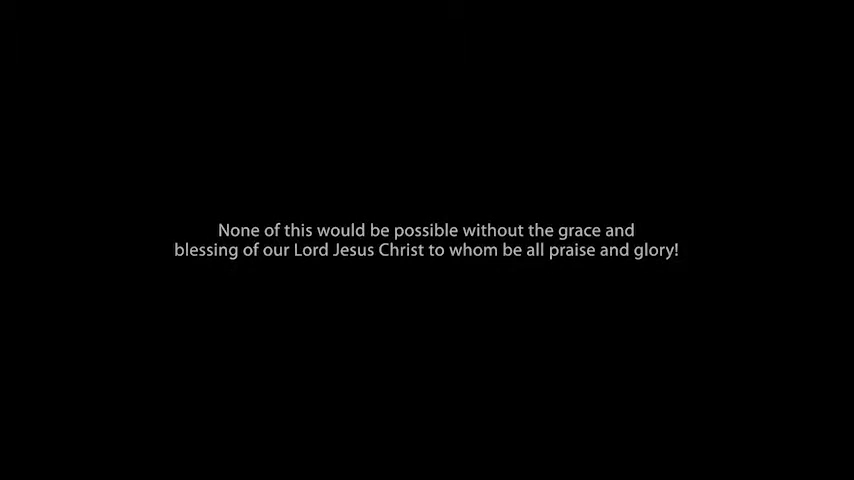 None of this would be possible without the grace and
blessing of our Lord Jesus Christ to whom be all praise and glory!